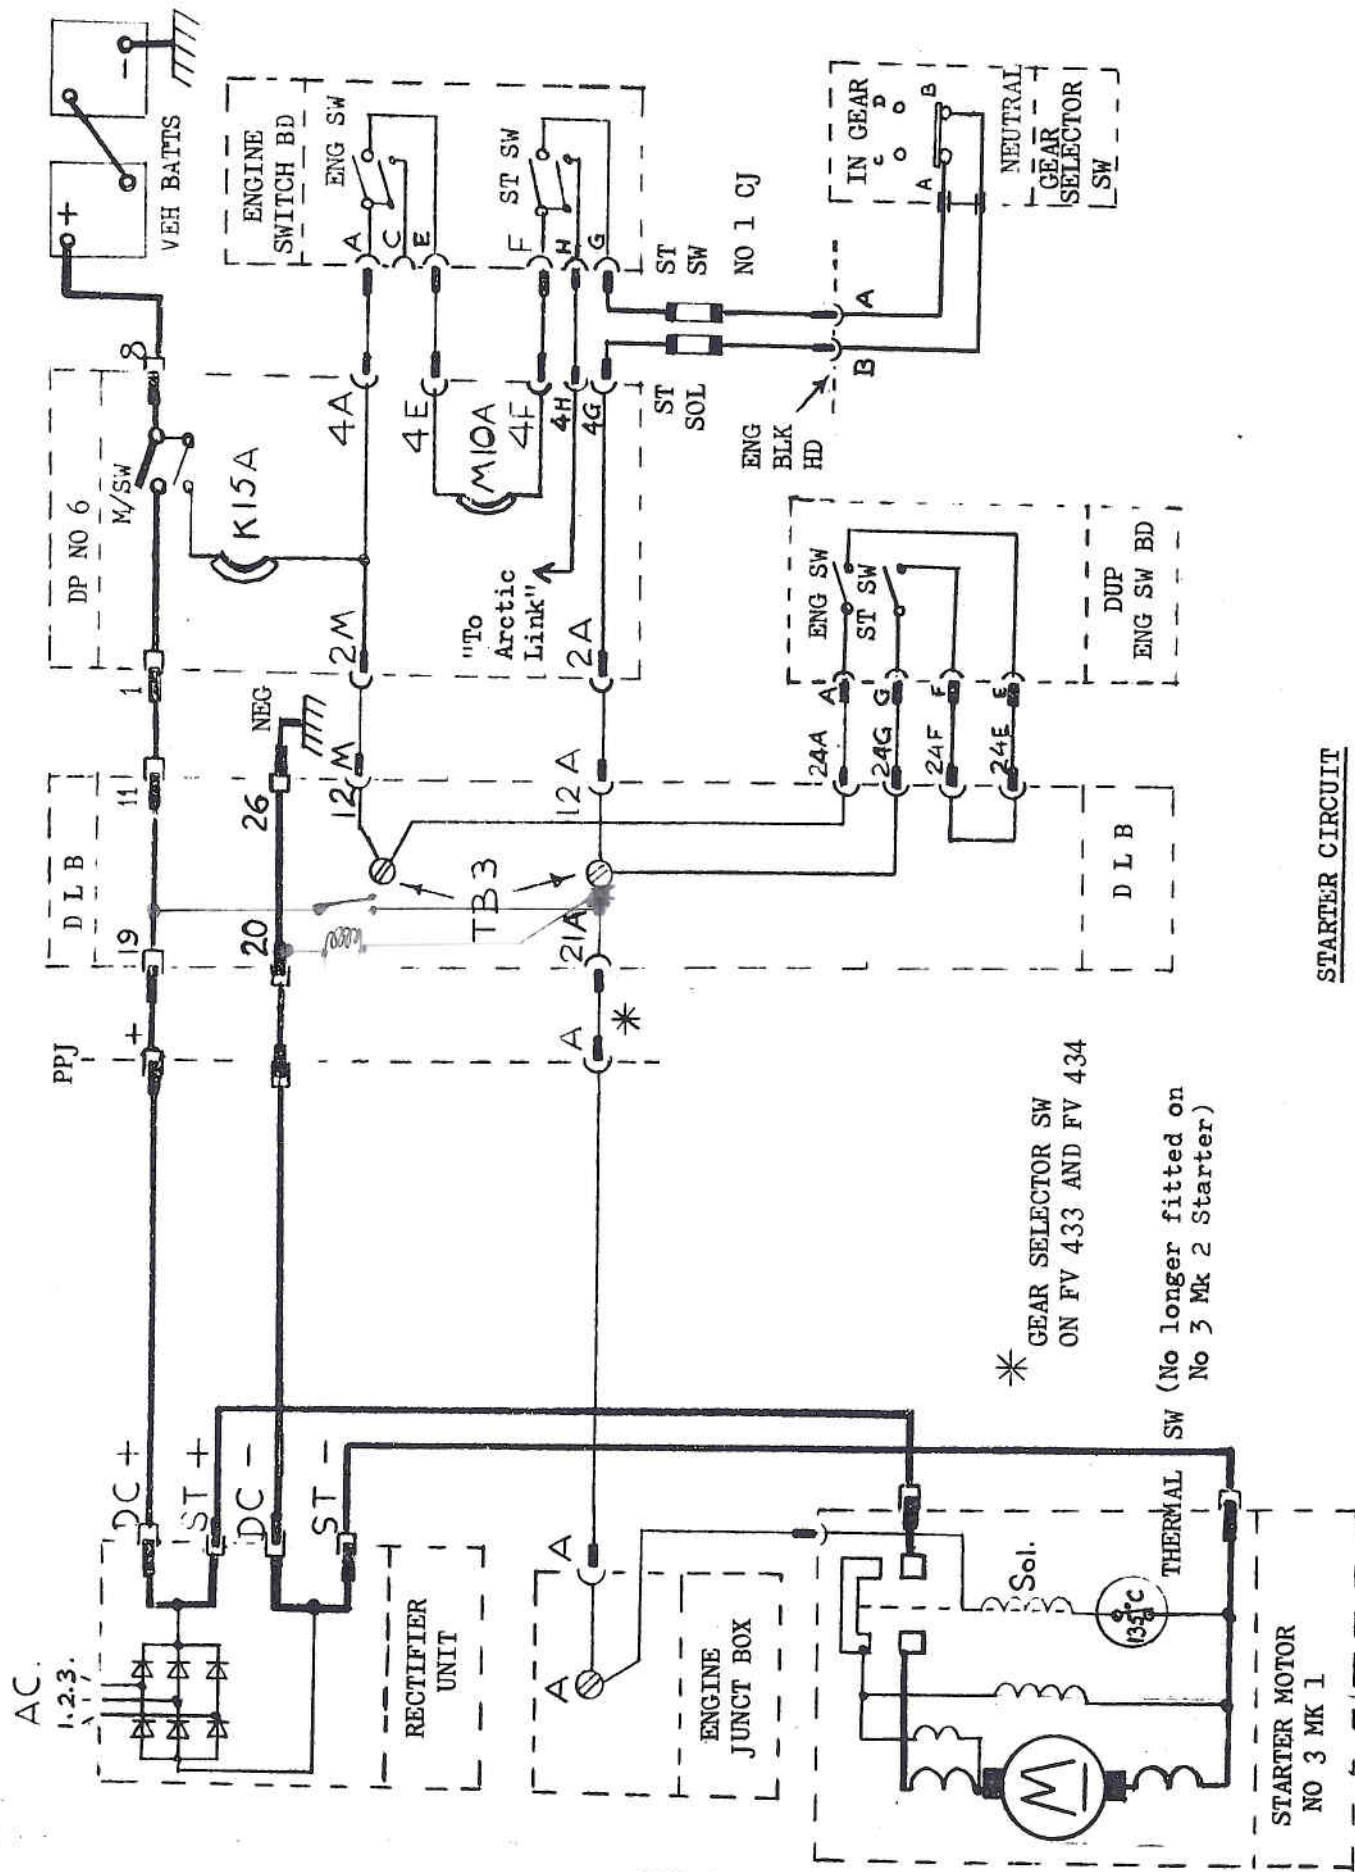 VEH BATTS
+
-
ENGINE
SWITCH BD
ENG SW
ST SW
A
C
E
F
H
G
ST
SW
NO 1 CJ
IN GEAR
C
D
A
B
NEUTRAL
GEAR
SELECTOR
SW
A
B
ENG
BLK
HD
ST
SOL
DP NO 6
8
M/SW
K15A
4A
4E
M10A
4F
4H
4G
"To
Arctic
Link"
2M
2A
1
NEG
DUP
ENG SW BD
ENG SW
ST SW
A
G
F
E
24A
24G
24F
24E
D L B
11
26
12 M
12 A
TB 3
19
20
21A
D L B
PPJ
+
A
*
* GEAR SELECTOR SW
ON FV 433 AND FV 434
THERMAL SW (No longer fitted on
No 3 Mk 2 Starter)
DC +
ST +
DC -
ST -
AC.
1.2.3.
RECTIFIER
UNIT
A
A
ENGINE
JUNCT BOX
Sol.
135°C
M
STARTER MOTOR
NO 3 MK 1
STARTER CIRCUIT